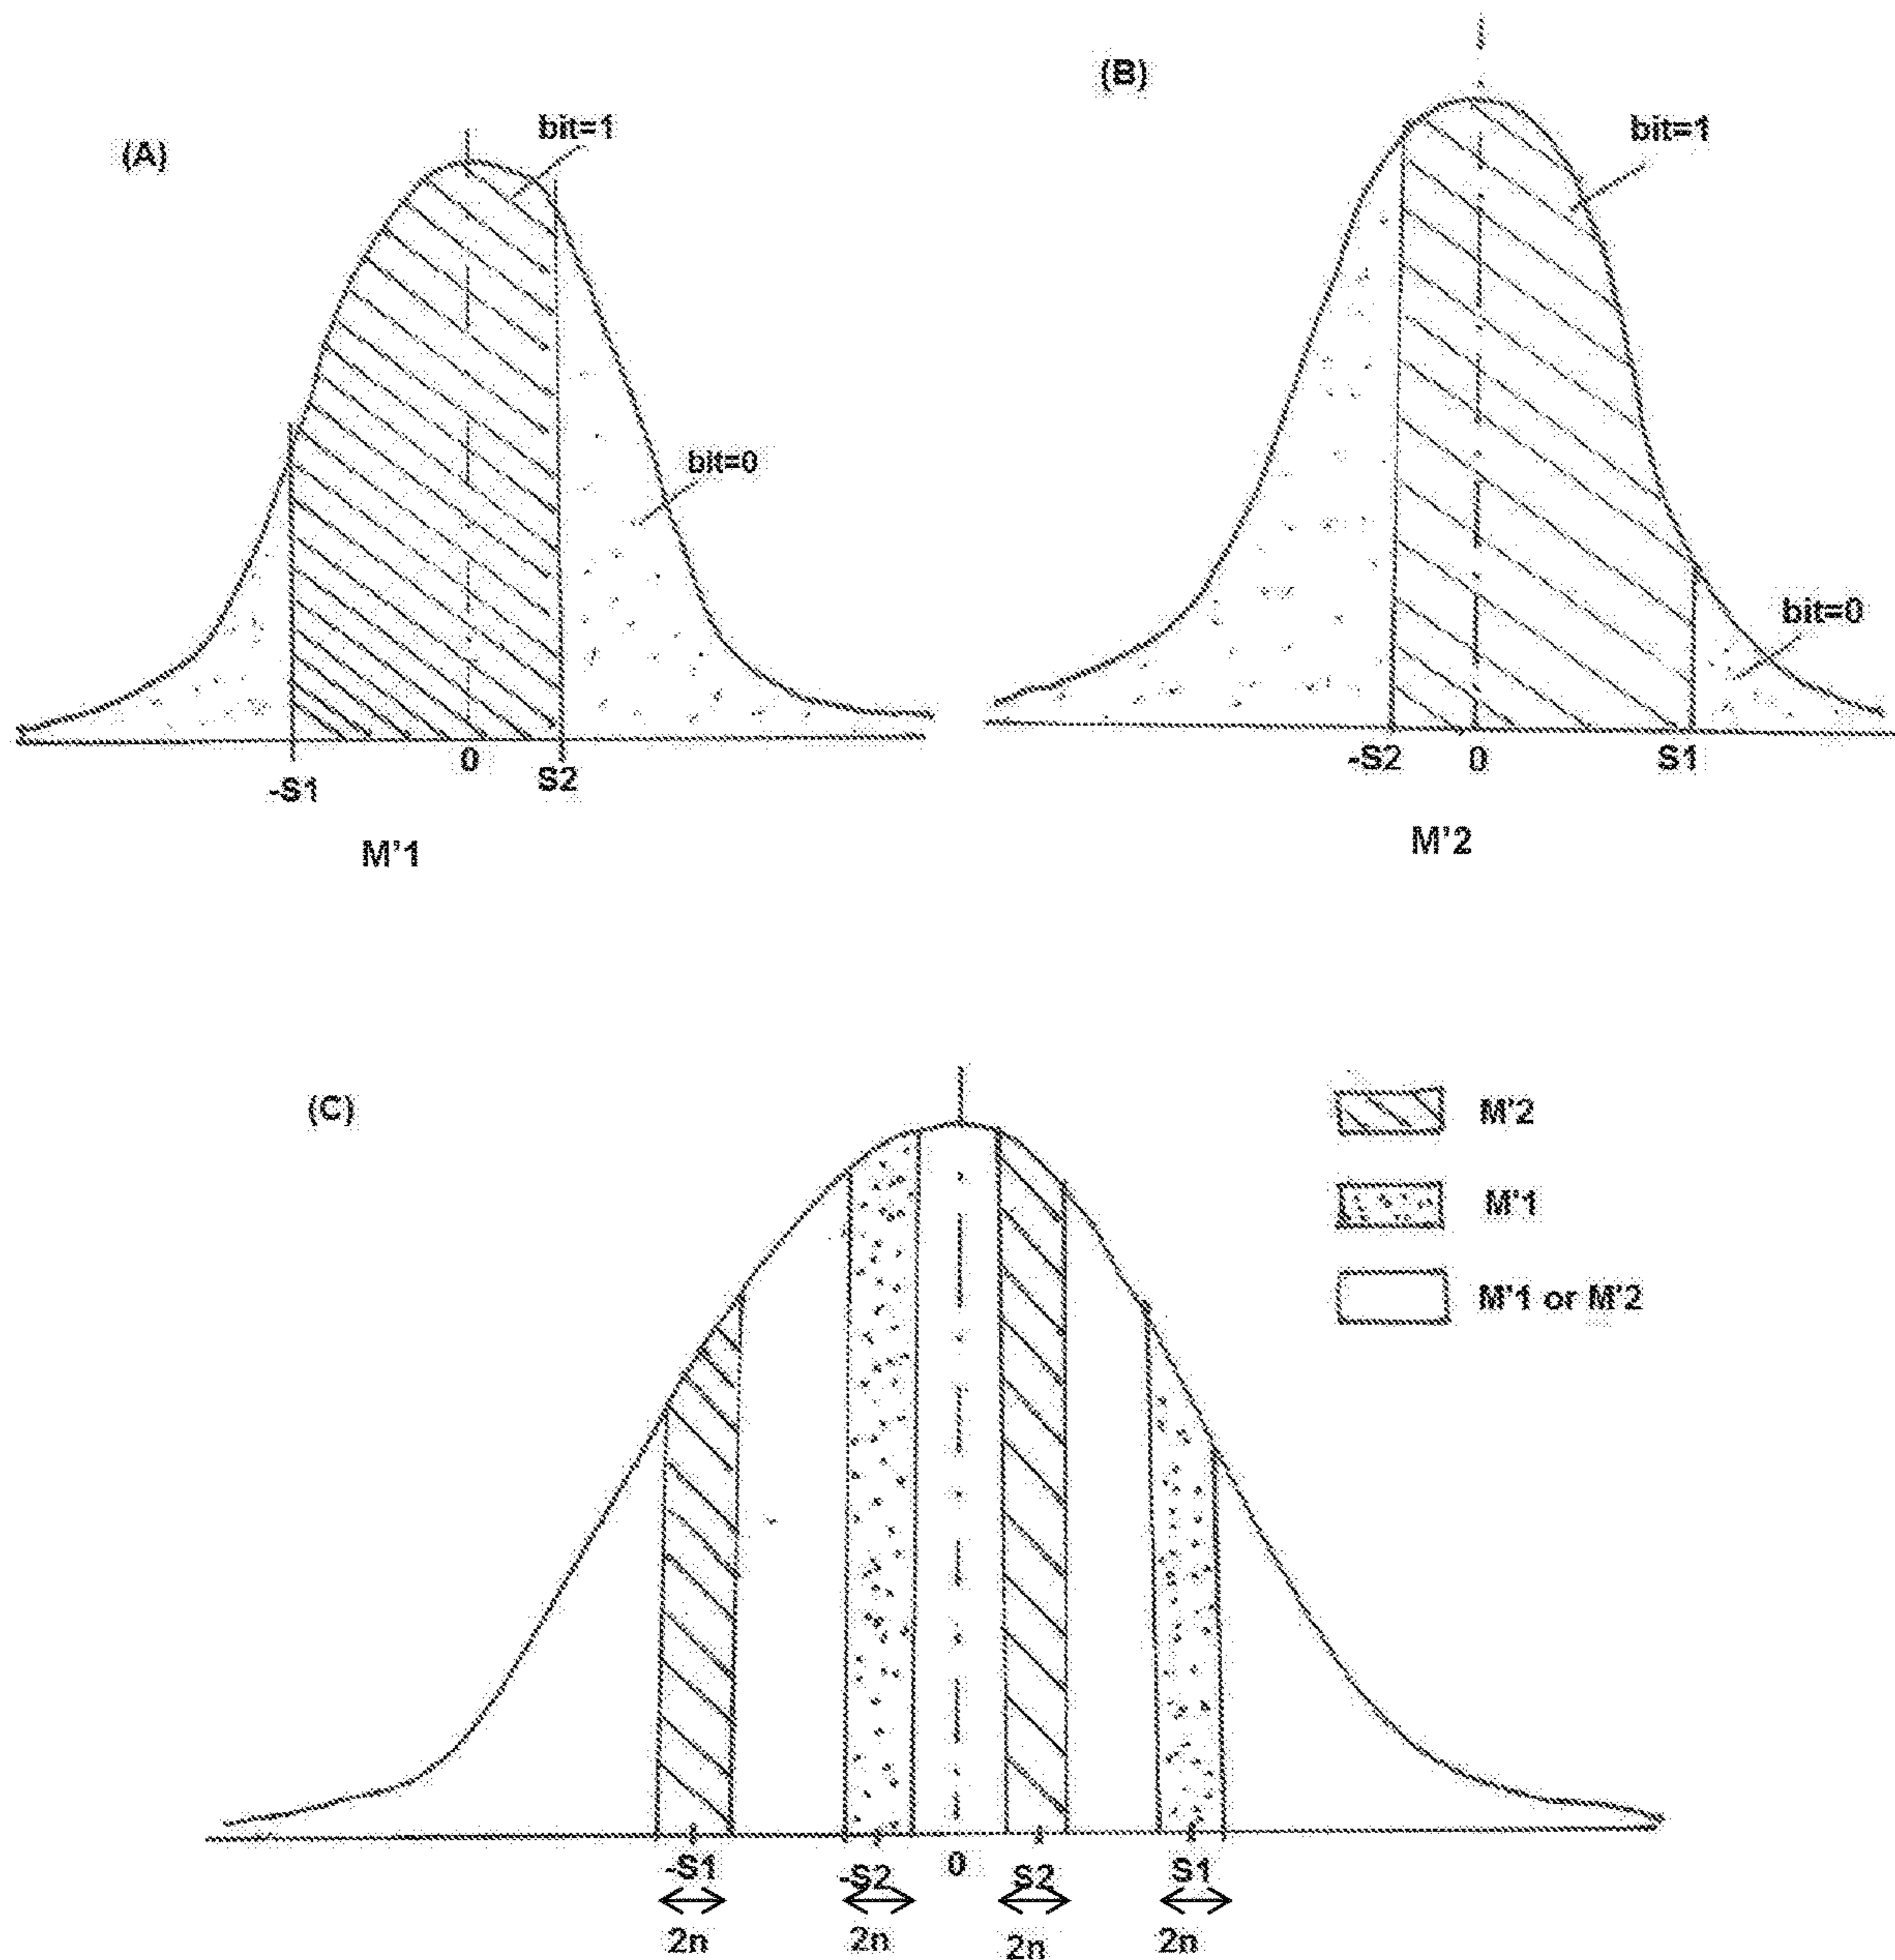 (A)
bit=1
bit=0
-S1
0
S2
M'1
(B)
bit=1
bit=0
-S2
0
S1
M'2
(C)
M'2
M'1
M'1 or M'2
-S1
-S2
0
S2
S1
2n
2n
2n
2n